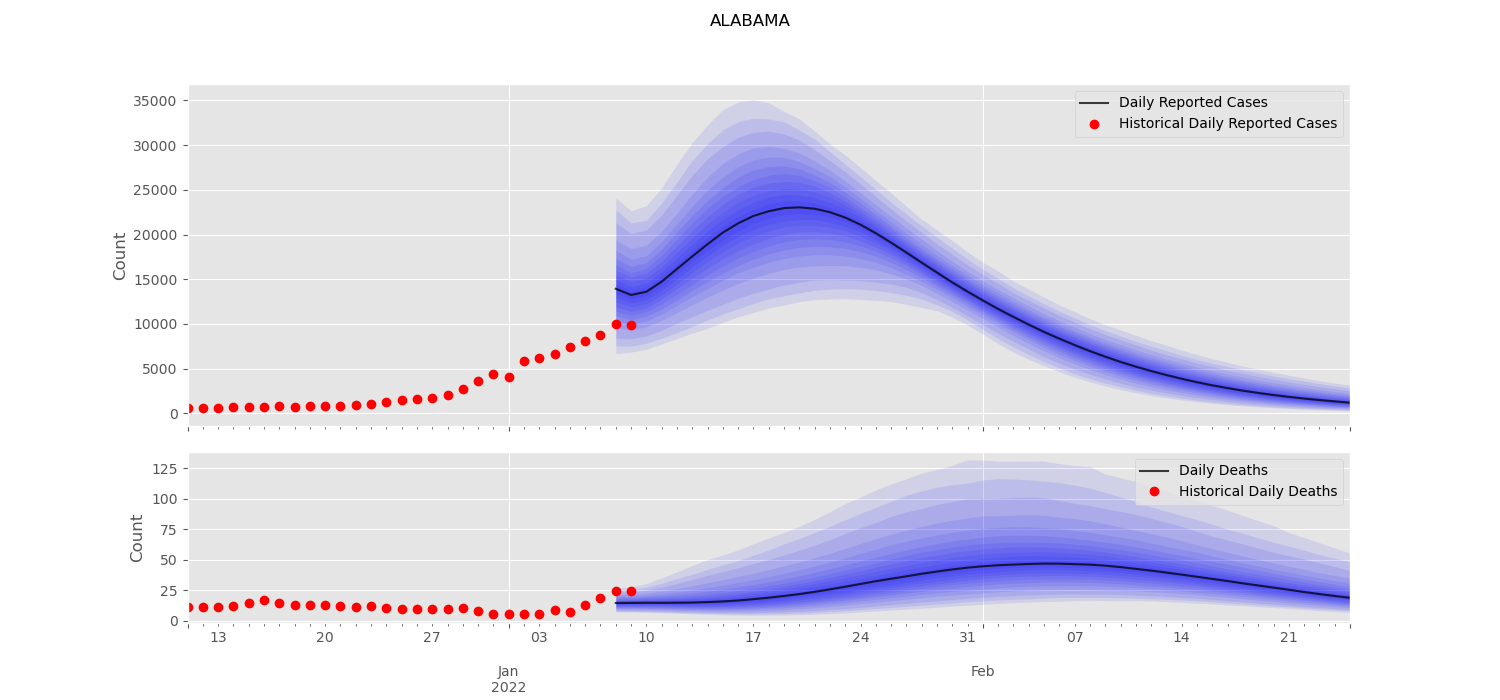 ALABAMA
35000
30000
25000
20000
15000
10000
5000
0
Count
Daily Reported Cases
Historical Daily Reported Cases
125
100
75
50
25
0
Count
Daily Deaths
Historical Daily Deaths
13 20 27 03 10 17 24 31 07 14 21
Jan Feb
2022